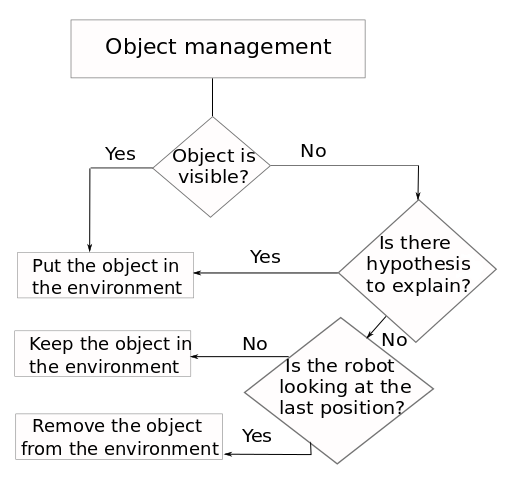 Object management
Yes
Object is
visible?
No
Is there
hypothesis
to explain?
Yes
Put the object in
the environment
No
Keep the object in
the environment
No
Is the robot
looking at the
last position?
Yes
Remove the object
from the environment